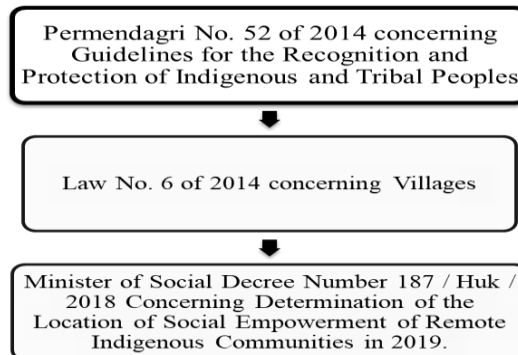 Permendagri No. 52 of 2014 concerning
Guidelines for the Recognition and
Protection of Indigenous and Tribal Peoples
Law No. 6 of 2014 concerning Villages
Minister of Social Decree Number 187 / Huk /
2018 Concerning Determination of the
Location of Social Empowerment of Remote
Indigenous Communities in 2019.